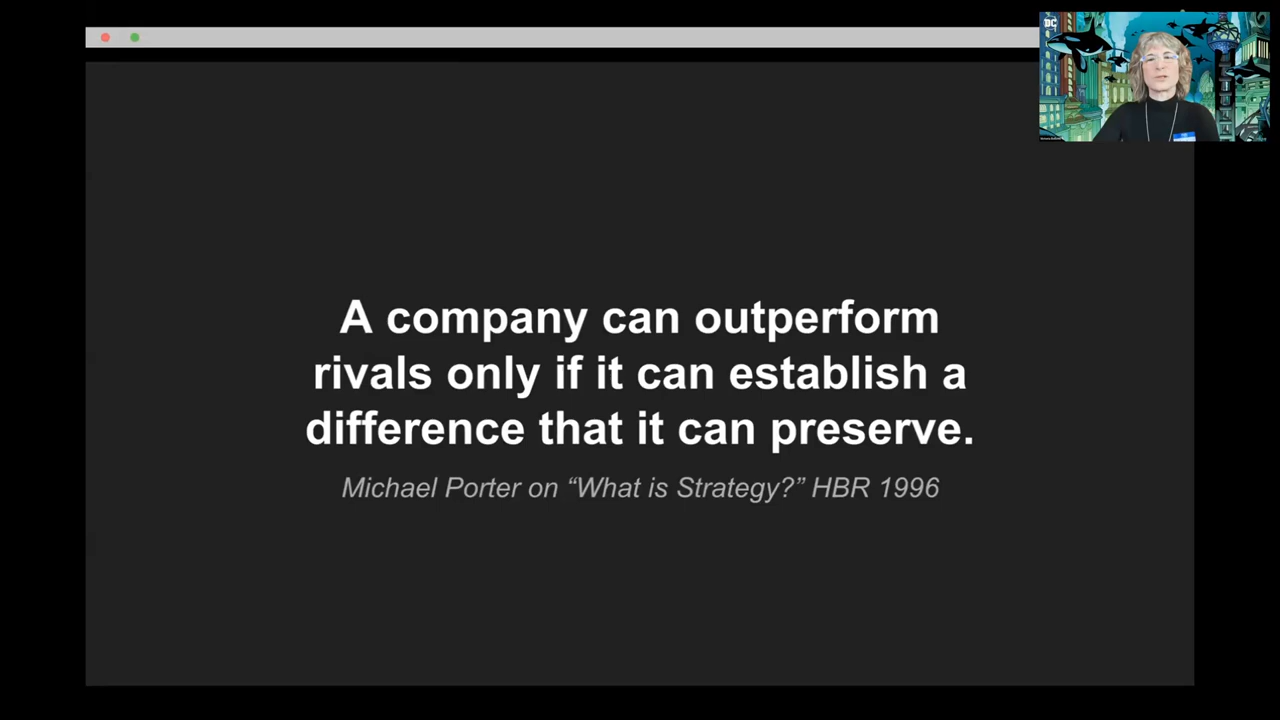 DC
A company can outperform
rivals only if it can establish a
difference that it can preserve.
Michael Porter on “What is Strategy?” HBR 1996